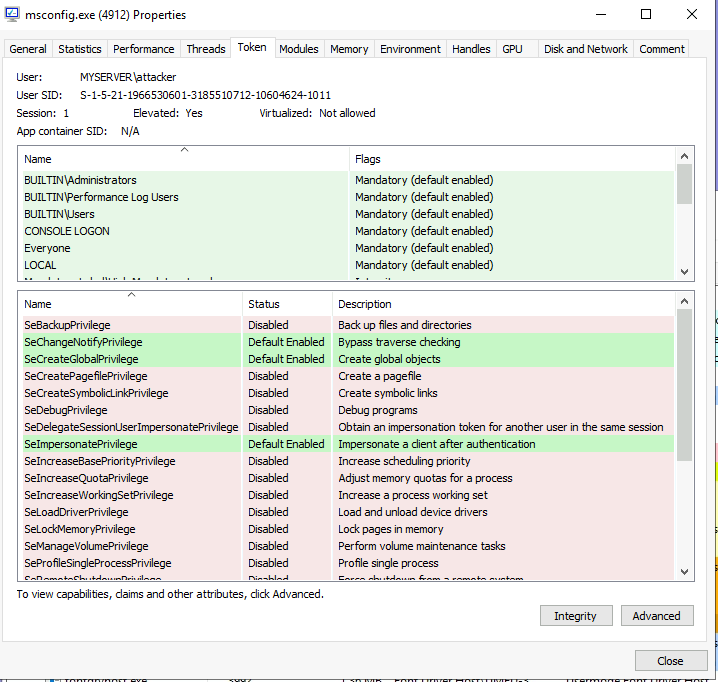 msconfig.exe (4912) Properties
General Statistics Performance Threads Token Modules Memory Environment Handles GPU Disk and Network Comment
User: MYSERVER\attacker
User SID: S-1-5-21-1966530601-3185510712-10604624-1011
Session: 1 Elevated: Yes Virtualized: Not allowed
App container SID: N/A
Name Flags
BUILTIN\Administrators Mandatory (default enabled)
BUILTIN\Performance Log Users Mandatory (default enabled)
BUILTIN\Users Mandatory (default enabled)
CONSOLE LOGON Mandatory (default enabled)
Everyone Mandatory (default enabled)
LOCAL Mandatory (default enabled)
Name Status Description
SeBackupPrivilege Disabled Back up files and directories
SeChangeNotifyPrivilege Default Enabled Bypass traverse checking
SeCreateGlobalPrivilege Default Enabled Create global objects
SeCreatePagefilePrivilege Disabled Create a pagefile
SeCreateSymbolicLinkPrivilege Disabled Create symbolic links
SeDebugPrivilege Disabled Debug programs
SeDelegateSessionUserImpersonatePrivilege Disabled Obtain an impersonation token for another user in the same session
SeImpersonatePrivilege Default Enabled Impersonate a client after authentication
SeIncreaseBasePriorityPrivilege Disabled Increase scheduling priority
SeIncreaseQuotaPrivilege Disabled Adjust memory quotas for a process
SeIncreaseWorkingSetPrivilege Disabled Increase a process working set
SeLoadDriverPrivilege Disabled Load and unload device drivers
SeLockMemoryPrivilege Disabled Lock pages in memory
SeManageVolumePrivilege Disabled Perform volume maintenance tasks
SeProfileSingleProcessPrivilege Disabled Profile single process
SeRemoteShutdownPrivilege Disabled Force shutdown from a remote system
To view capabilities, claims and other attributes, click Advanced.
Integrity Advanced
Close